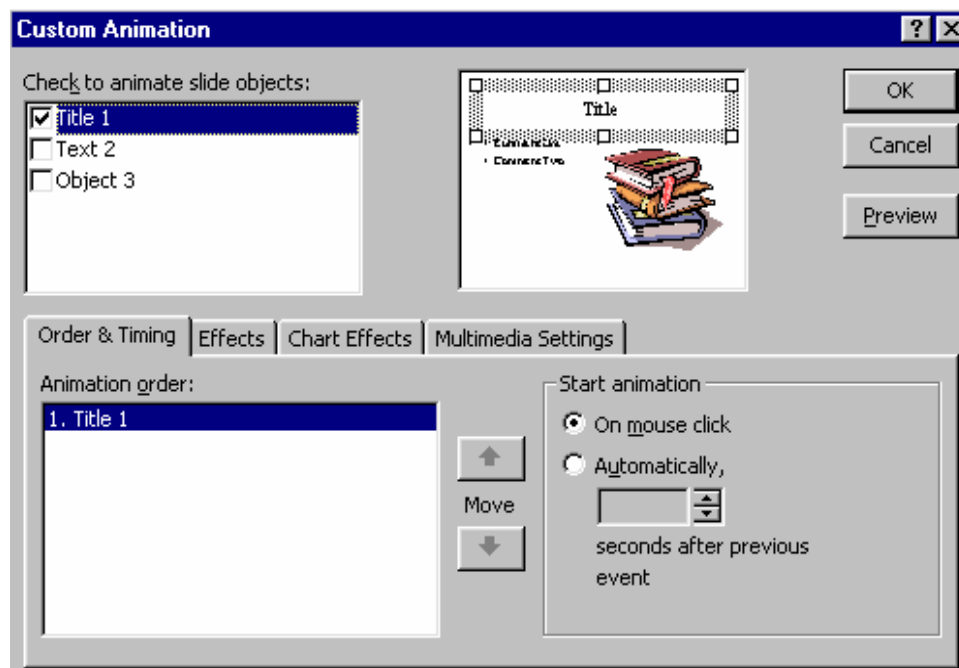 Custom Animation
Check to animate slide objects:
Title 1
Text 2
Object 3
Title
Comment Two
OK
Cancel
Preview
Order & Timing
Effects
Chart Effects
Multimedia Settings
Animation order:
1. Title 1
Move
Start animation
On mouse click
Automatically,
seconds after previous
event